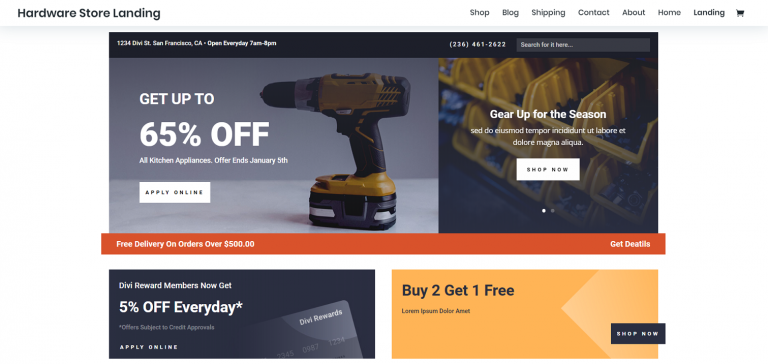 Hardware Store Landing
Shop Blog Shipping Contact About Home Landing
1234 Divi St. San Francisco, CA • Open Everyday 7am-8pm
(236) 461-2622
Search for it here...
GET UP TO
65% OFF
All Kitchen Appliances. Offer Ends January 5th
APPLY ONLINE
Gear Up for the Season
sed do eiusmod tempor incididunt ut labore et
dolore magna aliqua.
SHOP NOW
Free Delivery On Orders Over $500.00
Get Deatils
Divi Reward Members Now Get
5% OFF Everyday*
*Offers Subject to Credit Approvals
APPLY ONLINE
Divi Rewards
Buy 2 Get 1 Free
Lorem Ipsum Dolor Amet
SHOP NOW